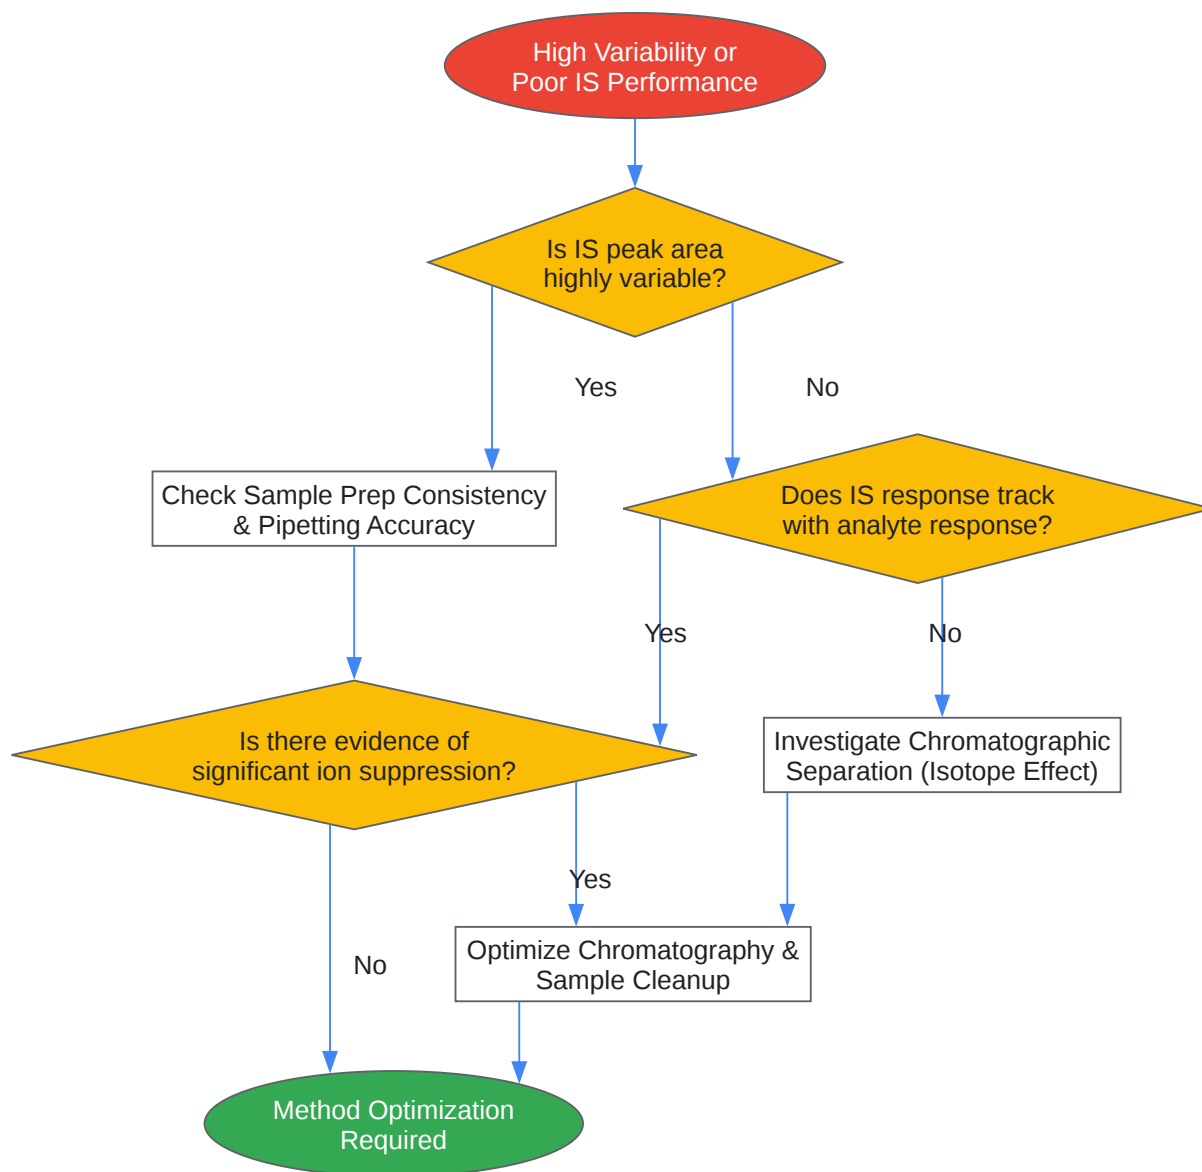 High Variability or
Poor IS Performance
Is IS peak area
highly variable?
Yes
No
Check Sample Prep Consistency
& Pipetting Accuracy
Does IS response track
with analyte response?
Yes
No
Is there evidence of
significant ion suppression?
Investigate Chromatographic
Separation (Isotope Effect)
Yes
No
Optimize Chromatography &
Sample Cleanup
Method Optimization
Required